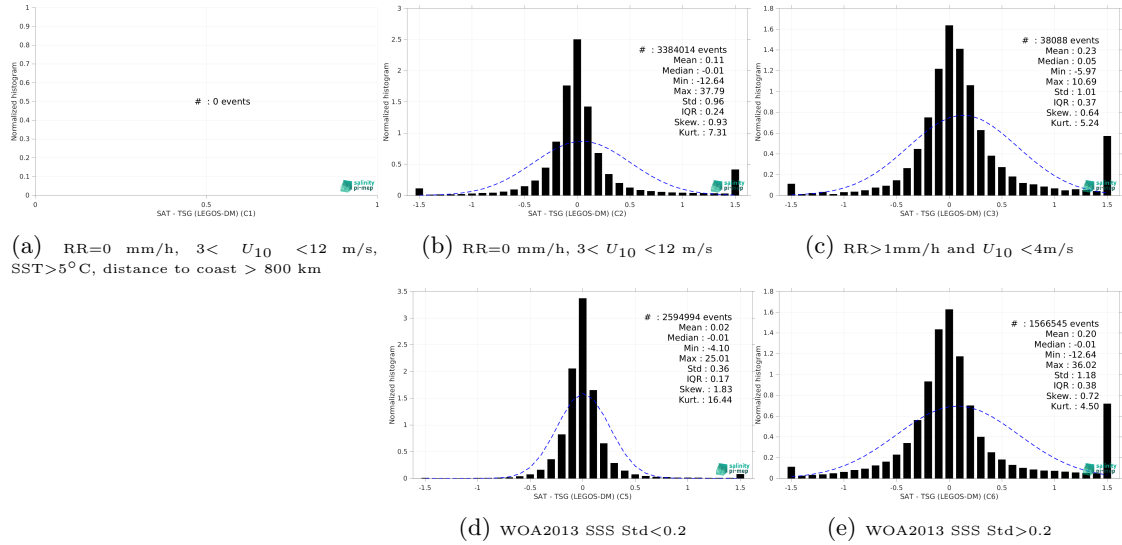 1
0.9
0.8
0.7
0.6
0.5
0.4
0.3
0.2
0.1
0
Normalized histogram
# : 0 events
salinity
pi-mep
0 0.5 1
SAT - TSG (LEGOS-DM) (C1)
(a) RR=0 mm/h, 3< U10 <12 m/s,
SST>5°C, distance to coast > 800 km
3
2.5
2
1.5
1
0.5
0
Normalized histogram
# : 3384014 events
Mean : 0.11
Median : -0.01
Min : -12.64
Max : 37.79
Std : 0.96
IQR : 0.24
Skew. : 0.93
Kurt. : 7.31
salinity
pi-mep
-1.5 -1 -0.5 0 0.5 1 1.5
SAT - TSG (LEGOS-DM) (C2)
(b) RR=0 mm/h, 3< U10 <12 m/s
1.8
1.6
1.4
1.2
1
0.8
0.6
0.4
0.2
0
Normalized histogram
# : 38088 events
Mean : 0.23
Median : 0.05
Min : -5.97
Max : 10.69
Std : 1.01
IQR : 0.37
Skew. : 0.64
Kurt. : 5.24
salinity
pi-mep
-1.5 -1 -0.5 0 0.5 1 1.5
SAT - TSG (LEGOS-DM) (C3)
(c) RR>1mm/h and U10 <4m/s
3.5
3
2.5
2
1.5
1
0.5
0
Normalized histogram
# : 2594994 events
Mean : 0.02
Median : -0.01
Min : -4.10
Max : 25.01
Std : 0.36
IQR : 0.17
Skew. : 1.83
Kurt. : 16.44
salinity
pi-mep
-1.5 -1 -0.5 0 0.5 1 1.5
SAT - TSG (LEGOS-DM) (C5)
(d) WOA2013 SSS Std<0.2
1.8
1.6
1.4
1.2
1
0.8
0.6
0.4
0.2
0
Normalized histogram
# : 1566545 events
Mean : 0.20
Median : -0.01
Min : -12.64
Max : 36.02
Std : 1.18
IQR : 0.38
Skew. : 0.72
Kurt. : 4.50
salinity
pi-mep
-1.5 -1 -0.5 0 0.5 1 1.5
SAT - TSG (LEGOS-DM) (C6)
(e) WOA2013 SSS Std>0.2